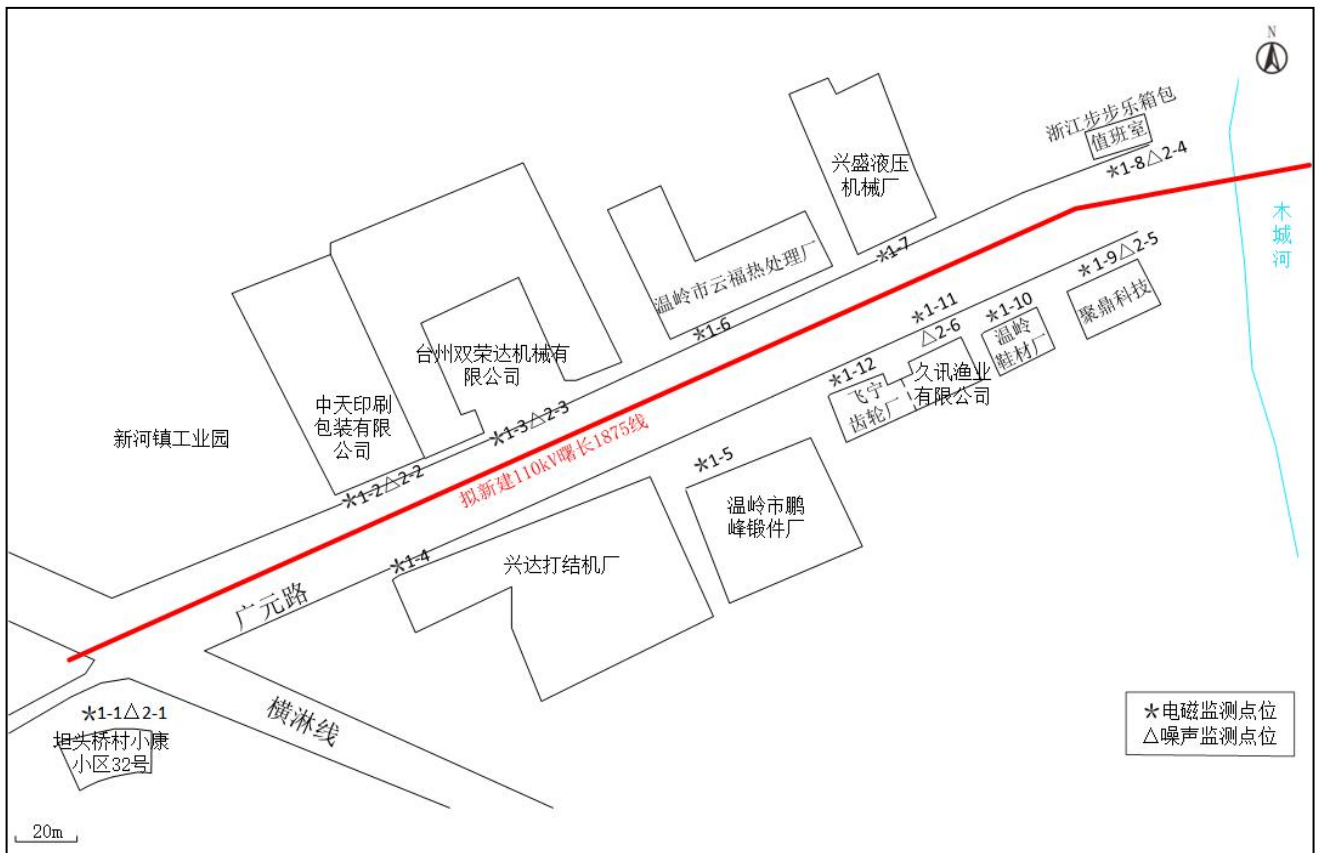 N
浙江步步乐箱包
值班室
*1-8△2-4
兴盛液压
机械厂
木城河
*1-7
温岭市云福热处理厂
*1-9△2-5
聚鼎科技
*1-11
*1-10
△2-6
温岭
鞋材厂
*1-6
台州双荣达机械有
限公司
*1-12
久讯渔业
有限公司
飞宁
齿轮厂
中天印刷
包装有限
公司
新河镇工业园
*1-3△2-3
拟新建110kV曙长1875线
*1-5
*1-2△2-2
温岭市鹏
峰锻件厂
*1-4
兴达打结机厂
广元路
横淋线
*1-1△2-1
坦头桥村小康
小区32号
*电磁监测点位
△噪声监测点位
20m